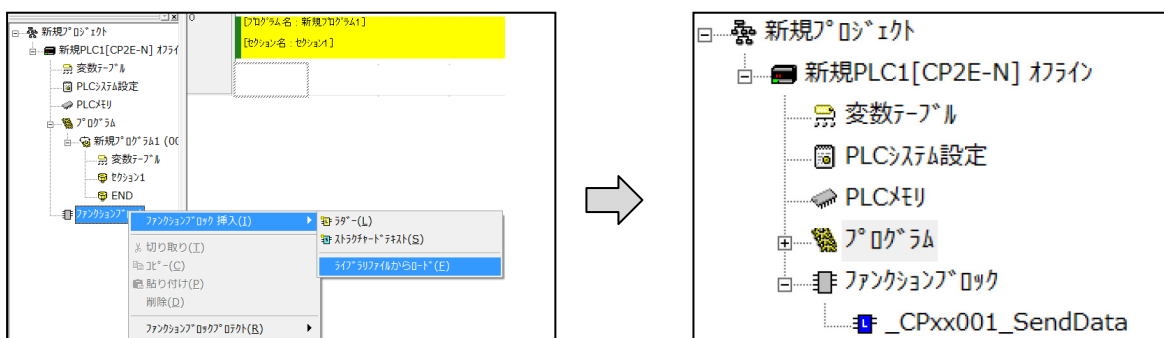 0
[プログラム名 : 新規プログラム1]
[セクション名 : セクション1]
新規プロジェクト
新規PLC1[CP2E-N] オフライ
変数テーブル
PLCシステム設定
PLCメモリ
プログラム
新規プログラム1 (00
変数テーブル
セクション1
END
ファンクションブ
ファンクションブロック 挿入(I)
切り取り(T)
コピー(C)
貼り付け(P)
削除(D)
ファンクションブロックプロテクト(R)
ラダー(L)
ストラクチャードテキスト(S)
ライブラリファイルからロード(F)
新規プロジェクト
新規PLC1[CP2E-N] オフライン
変数テーブル
PLCシステム設定
PLCメモリ
プログラム
ファンクションブロック
_CPxx001_SendData